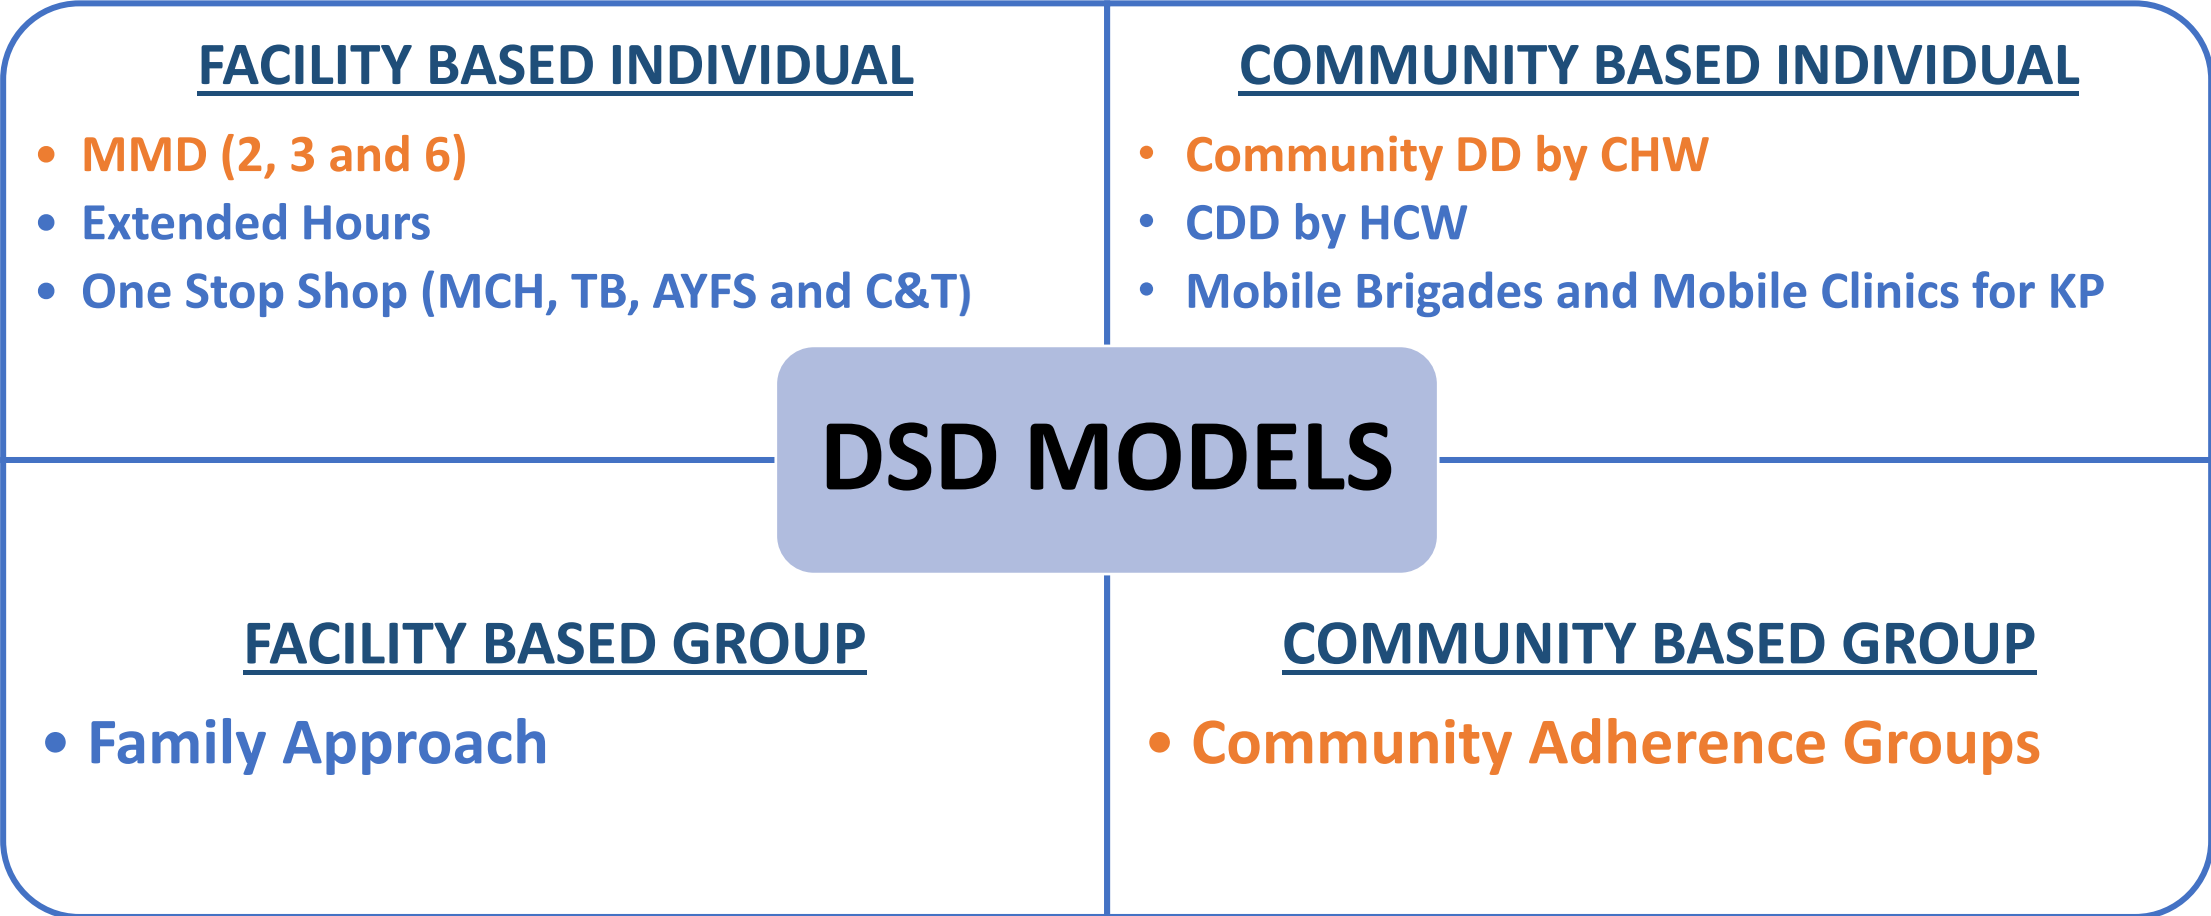 FACILITY BASED INDIVIDUAL
• MMD (2, 3 and 6)
• Extended Hours
• One Stop Shop (MCH, TB, AYFS and C&T)
COMMUNITY BASED INDIVIDUAL
• Community DD by CHW
• CDD by HCW
• Mobile Brigades and Mobile Clinics for KP
DSD MODELS
FACILITY BASED GROUP
• Family Approach
COMMUNITY BASED GROUP
• Community Adherence Groups